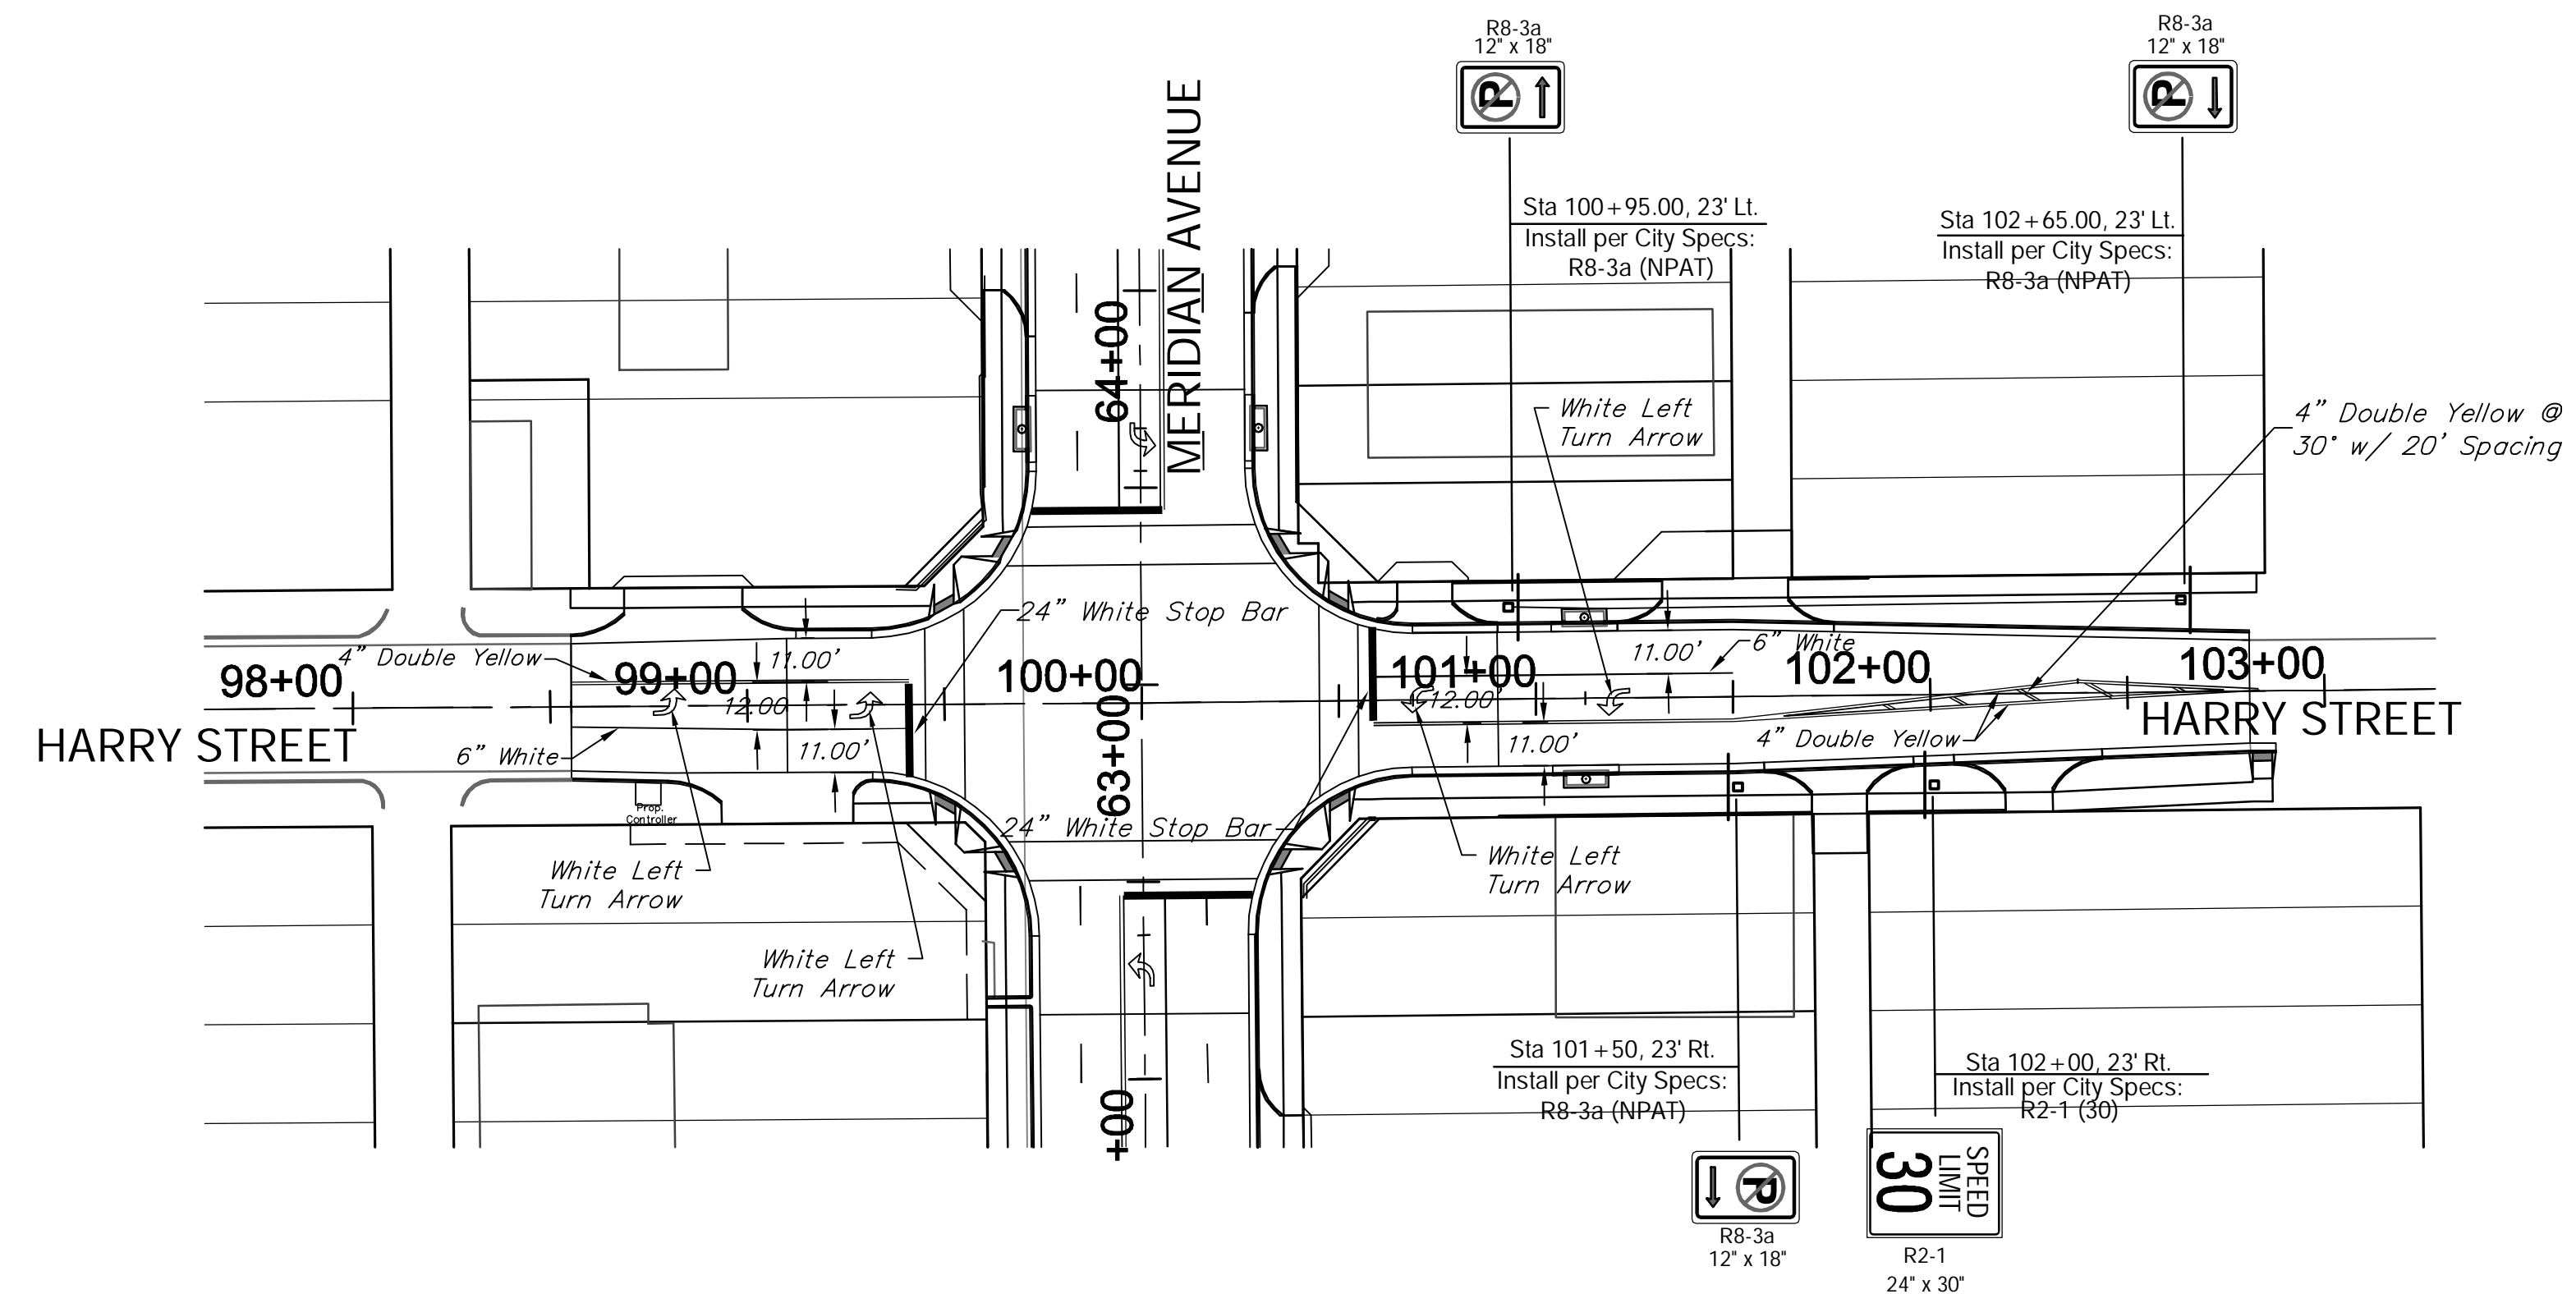 R8-3a
12" x 18"
P
R8-3a
12" x 18"
P
MERIDIAN AVENUE
Sta 100+95.00, 23' Lt.
Install per City Specs:
R8-3a (NPAT)
Sta 102+65.00, 23' Lt.
Install per City Specs:
R8-3a (NPAT)
64+00
White Left
Turn Arrow
4" Double Yellow @
30° w/ 20' Spacing
24" White Stop Bar
4" Double Yellow
11.00'
11.00'
6" White
98+00
99+00
100+00
101+00
102+00
103+00
12.00'
12.00'
HARRY STREET
HARRY STREET
6" White
11.00'
11.00'
4" Double Yellow
63+00
Prop.
Controller
24" White Stop Bar
White Left
Turn Arrow
White Left
Turn Arrow
White Left
Turn Arrow
+00
Sta 101+50, 23' Rt.
Install per City Specs:
R8-3a (NPAT)
Sta 102+00, 23' Rt.
Install per City Specs:
R2-1 (30)
P
R8-3a
12" x 18"
SPEED
LIMIT
30
R2-1
24" x 30"